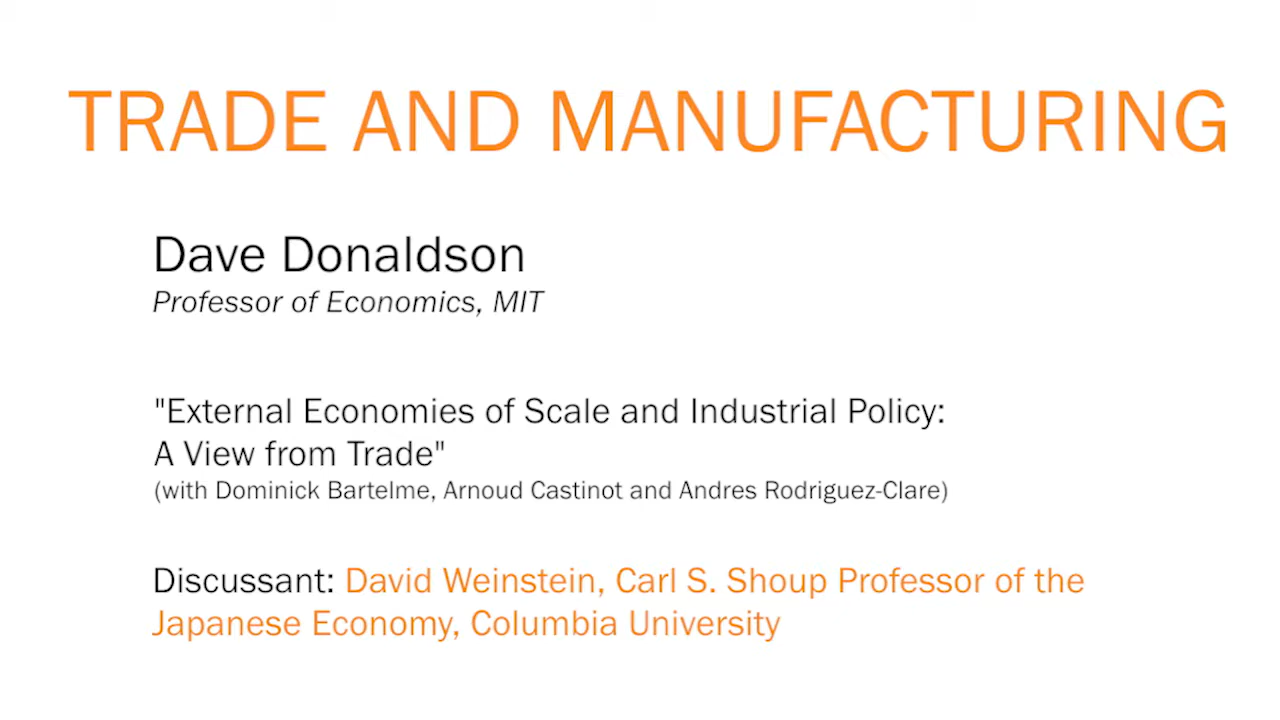 TRADE AND MANUFACTURING
Dave Donaldson
Professor of Economics, MIT
"External Economies of Scale and Industrial Policy:
A View from Trade"
(with Dominick Bartelme, Arnoud Castinot and Andres Rodriguez-Clare)
Discussant: David Weinstein, Carl S. Shoup Professor of the
Japanese Economy, Columbia University